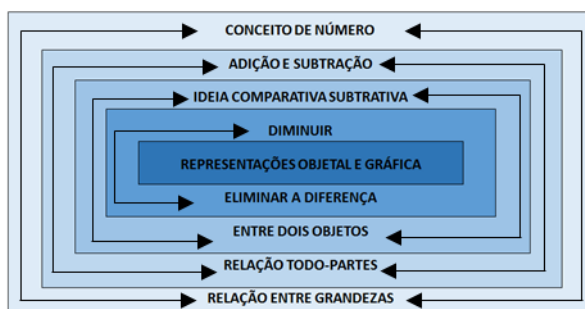 CONCEITO DE NÚMERO
ADIÇÃO E SUBTRAÇÃO
IDEIA COMPARATIVA SUBTRATIVA
DIMINUIR
REPRESENTAÇÕES OBJETAL E GRÁFICA
ELIMINAR A DIFERENÇA
ENTRE DOIS OBJETOS
RELAÇÃO TODO-PARTES
RELAÇÃO ENTRE GRANDEZAS